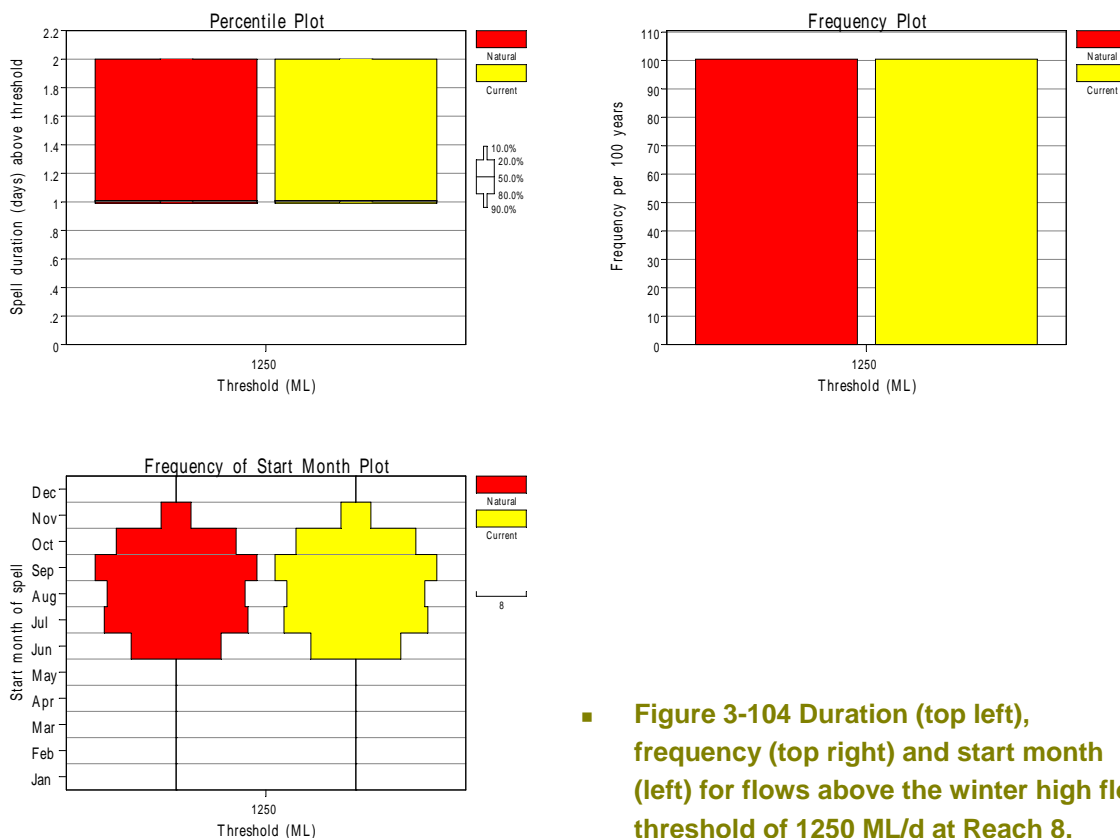 Percentile Plot
2.2
2
1.8
1.6
1.4
1.2
1
.8
.6
.4
.2
0
Spell duration (days) above threshold
1250
Threshold (ML)
Natural
Current
10.0%
20.0%
50.0%
80.0%
90.0%
Frequency Plot
110
100
90
80
70
60
50
40
30
20
10
0
Frequency per 100 years
1250
Threshold (ML)
Natural
Current
Frequency of Start Month Plot
Dec
Nov
Oct
Sep
Aug
Jul
Jun
May
Apr
Mar
Feb
Jan
Start month of spell
1250
Threshold (ML)
Natural
Current
8
▪ Figure 3-104 Duration (top left),
frequency (top right) and start month
(left) for flows above the winter high
threshold of 1250 ML/d at Reach 8.